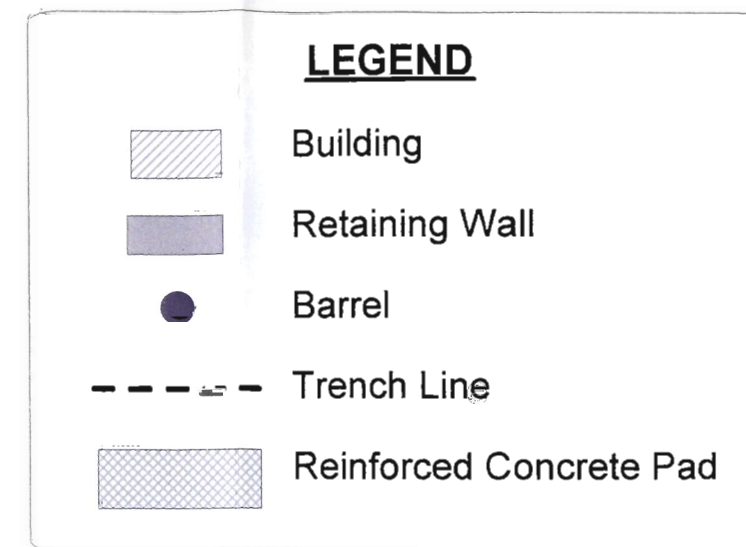 LEGEND
Building
Retaining Wall
Barrel
Trench Line
Reinforced Concrete Pad